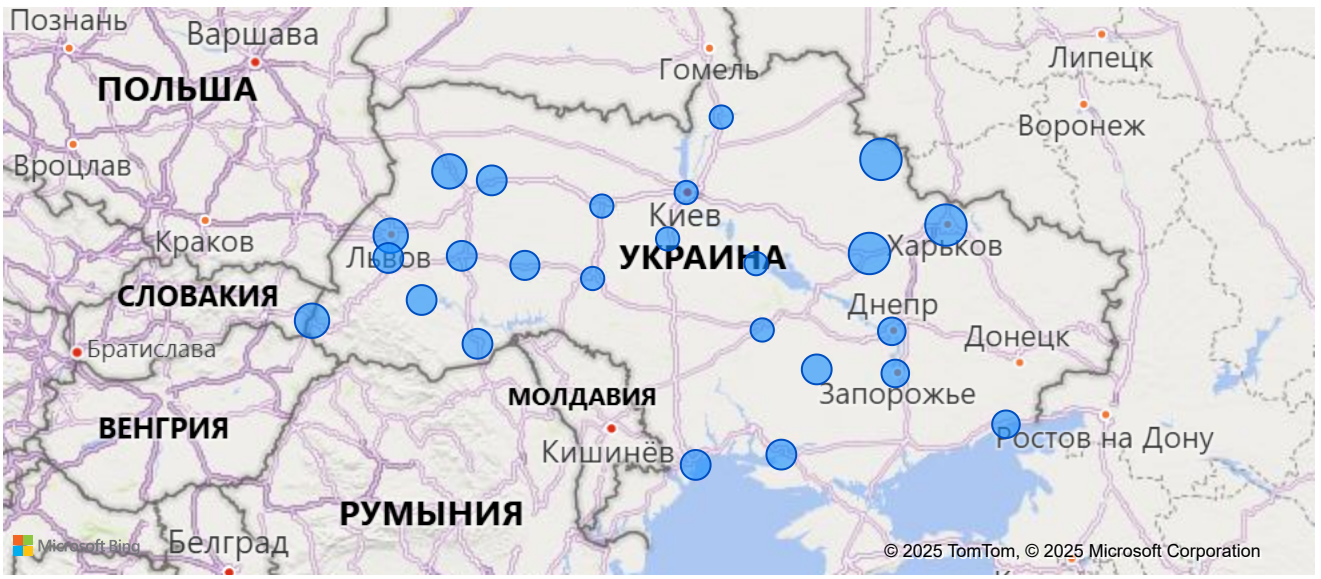 Познань
Варшава
Гомель
Липецк
ПОЛЬША
Воронеж
Вроцлав
Киев
Краков
Львов
УКРАИНА
Харьков
СЛОВАКИЯ
Днепр
Братислава
Донецк
МОЛДАВИЯ
Запорожье
ВЕНГРИЯ
Кишинёв
Ростов на Дону
РУМЫНИЯ
Microsoft Bing
Белград
© 2025 TomTom, © 2025 Microsoft Corporation